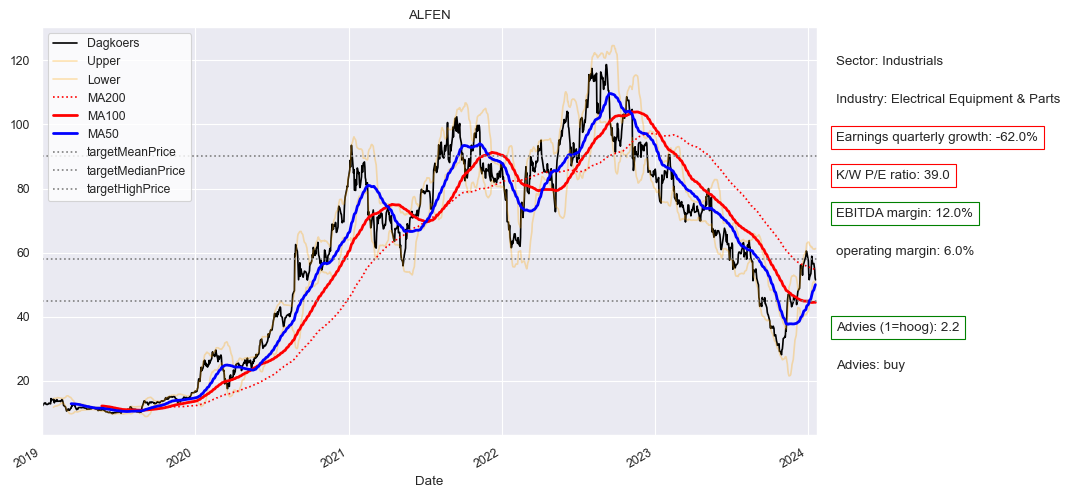 ALFEN
Dagkoers
Upper
Lower
MA200
MA100
MA50
targetMeanPrice
targetMedianPrice
targetHighPrice
120
100
80
60
40
20
2019
2020
2021
2022
2023
2024
Date
Sector: Industrials
Industry: Electrical Equipment & Parts
Earnings quarterly growth: -62.0%
K/W P/E ratio: 39.0
EBITDA margin: 12.0%
operating margin: 6.0%
Advies (1=hoog): 2.2
Advies: buy